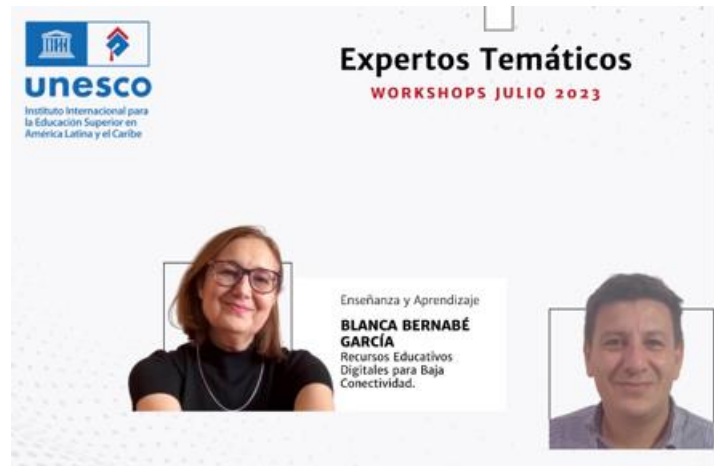 unesco
Instituto Internacional para
la Educación Superior en
América Latina y el Caribe
Expertos Temáticos
WORKSHOPS JULIO 2023
Enseñanza y Aprendizaje
BLANCA BERNABÉ
GARCÍA
Recursos Educativos
Digitales para Baja
Conectividad.